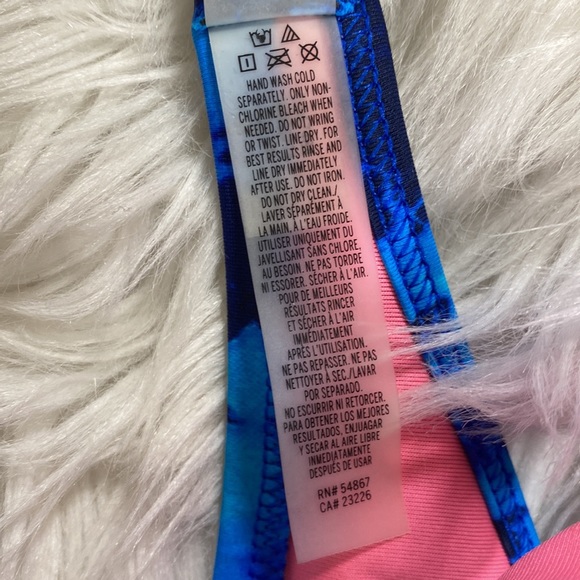 HAND WASH COLD
SEPARATELY. ONLY NON-
CHLORINE BLEACH WHEN
NEEDED. DO NOT WRING
OR TWIST. LINE DRY. FOR
BEST RESULTS RINSE AND
LINE DRY IMMEDIATELY
AFTER USE. DO NOT IRON.
DO NOT DRY CLEAN./
LAVER SÉPARÉMENT À
LA MAIN, À L'EAU FROIDE.
UTILISER UNIQUEMENT DU
JAVELLISANT SANS CHLORE,
AU BESOIN. NE PAS TORDRE
NI ESSORER. SÉCHER À L'AIR.
POUR DE MEILLEURS
RÉSULTATS RINCER
ET SÉCHER À L'AIR
IMMÉDIATEMENT
APRÈS L'UTILISATION.
NE PAS REPASSER. NE PAS
NETTOYER À SEC./LAVAR
POR SEPARADO.
NO ESCURRIR NI RETORCER.
PARA OBTENER LOS MEJORES
RESULTADOS, ENJUAGAR
Y SECAR AL AIRE LIBRE
INMEDIATAMENTE
DESPUÉS DE USAR
RN# 54867
CA# 23226